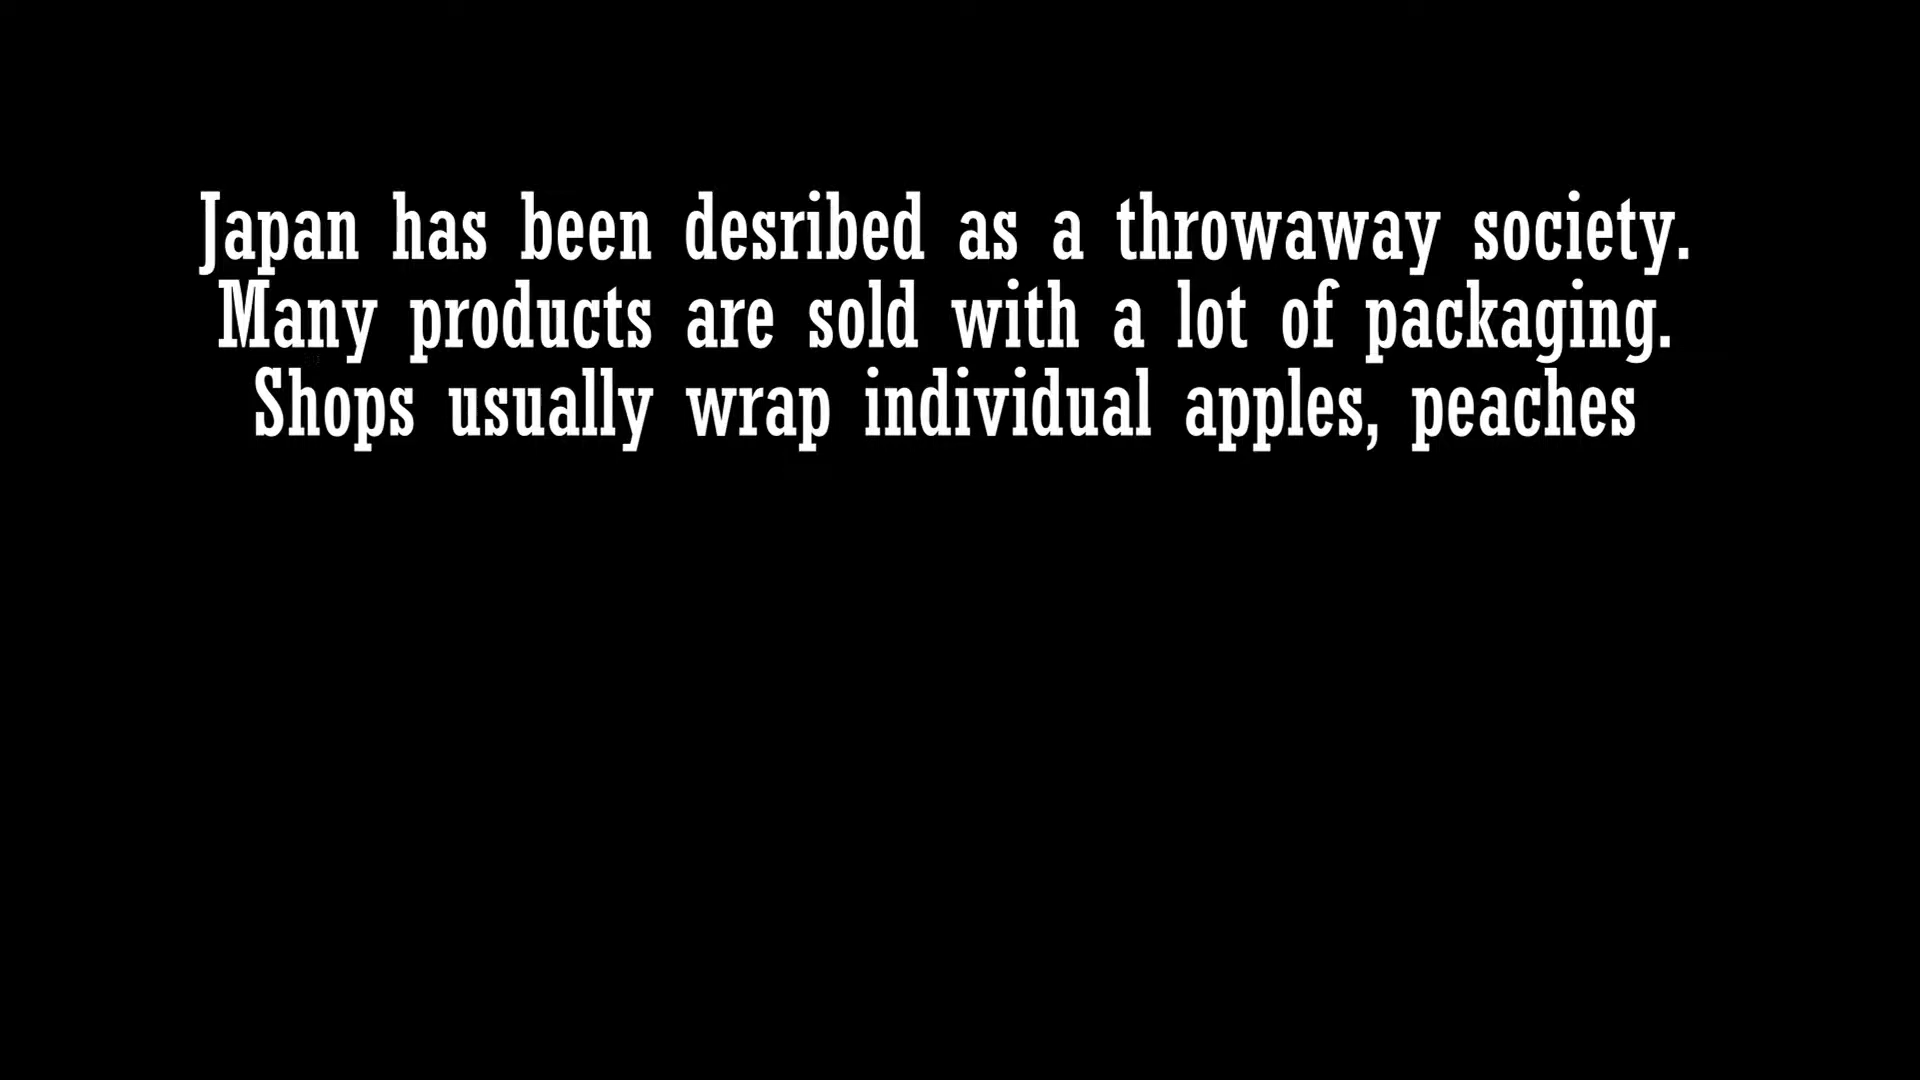 Japan has been desribed as a throwaway society.
Many products are sold with a lot of packaging.
Shops usually wrap individual apples, peaches